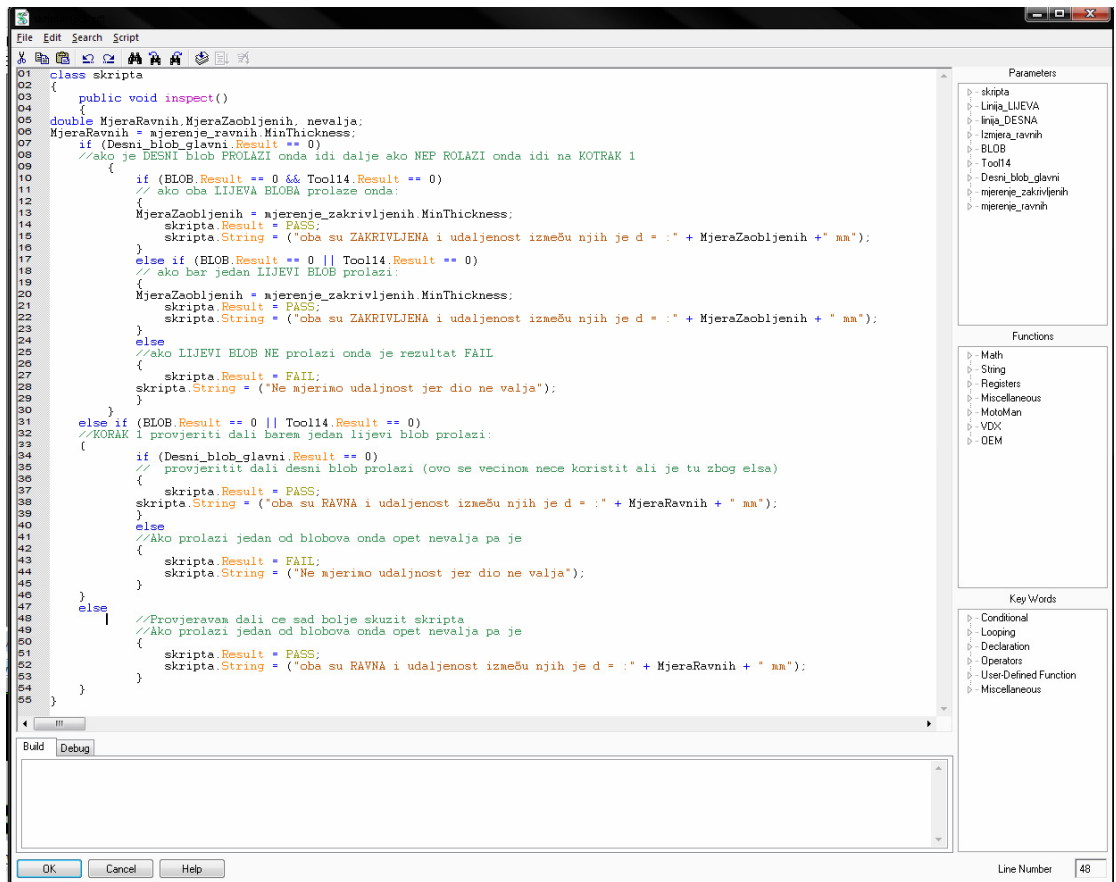 File Edit Search Script
01 class skripta
02 {
03 public void inspect()
04 {
05 double MjeraRavnih,MjeraZaobljenih, nevalja;
06 MjeraRavnih = mjerenje_ravnih.MinThickness;
07 if (Desni_blob_glavni.Result == 0)
08 //ako je DESNI blob PROLAZI onda idi dalje ako NEP ROLAZI onda idi na KOTRAK 1
09 {
10 if (BLOB.Result == 0 && Tool14.Result == 0)
11 // ako oba LIJEVA BLOBA prolaze onda:
12 {
13 MjeraZaobljenih = mjerenje_zakrivljenih.MinThickness;
14 skripta.Result = PASS;
15 skripta.String = ("oba su ZAKRIVLJENA i udaljenost izmeðu njih je d = :" + MjeraZaobljenih +" mm");
16 }
17 else if (BLOB.Result == 0 || Tool14.Result == 0)
18 // ako bar jedan LIJEVI BLOB prolazi:
19 {
20 MjeraZaobljenih = mjerenje_zakrivljenih.MinThickness;
21 skripta.Result = PASS;
22 skripta.String = ("oba su ZAKRIVLJENA i udaljenost izmeðu njih je d = :" + MjeraZaobljenih + " mm");
23 }
24 else
25 //ako LIJEVI BLOB NE prolazi onda je rezultat FAIL
26 {
27 skripta.Result = FAIL;
28 skripta.String = ("Ne mjerimo udaljnost jer dio ne valja");
29 }
30 }
31 else if (BLOB.Result == 0 || Tool14.Result == 0)
32 //KORAK 1 provjeriti dali barem jedan lijevi blob prolazi:
33 {
34 if (Desni_blob_glavni.Result == 0)
35 // provjeritit dali desni blob prolazi (ovo se vecinom nece koristit ali je tu zbog elsa)
36 {
37 skripta.Result = PASS;
38 skripta.String = ("oba su RAVNA i udaljenost izmeðu njih je d = :" + MjeraRavnih + " mm");
39 }
40 else
41 //Ako prolazi jedan od blobova onda opet nevalja pa je
42 {
43 skripta.Result = FAIL;
44 skripta.String = ("Ne mjerimo udaljnost jer dio ne valja");
45 }
46 }
47 else
48 //Provjeravam dali ce sad bolje skuzit skripta
49 //Ako prolazi jedan od blobova onda opet nevalja pa je
50 {
51 skripta.Result = PASS;
52 skripta.String = ("oba su RAVNA i udaljenost izmeðu njih je d = :" + MjeraRavnih + " mm");
53 }
54 }
55 }
Parameters
skripta
Linija_LIJEVA
linija_DESNA
Izmjera_ravnih
BLOB
Tool14
Desni_blob_glavni
mjerenje_zakrivljenih
mjerenje_ravnih
Functions
Math
String
Registers
Miscellaneous
MotoMan
VDX
OEM
Key Words
Conditional
Looping
Declaration
Operators
User-Defined Function
Miscellaneous
Build Debug
OK Cancel Help
Line Number 48